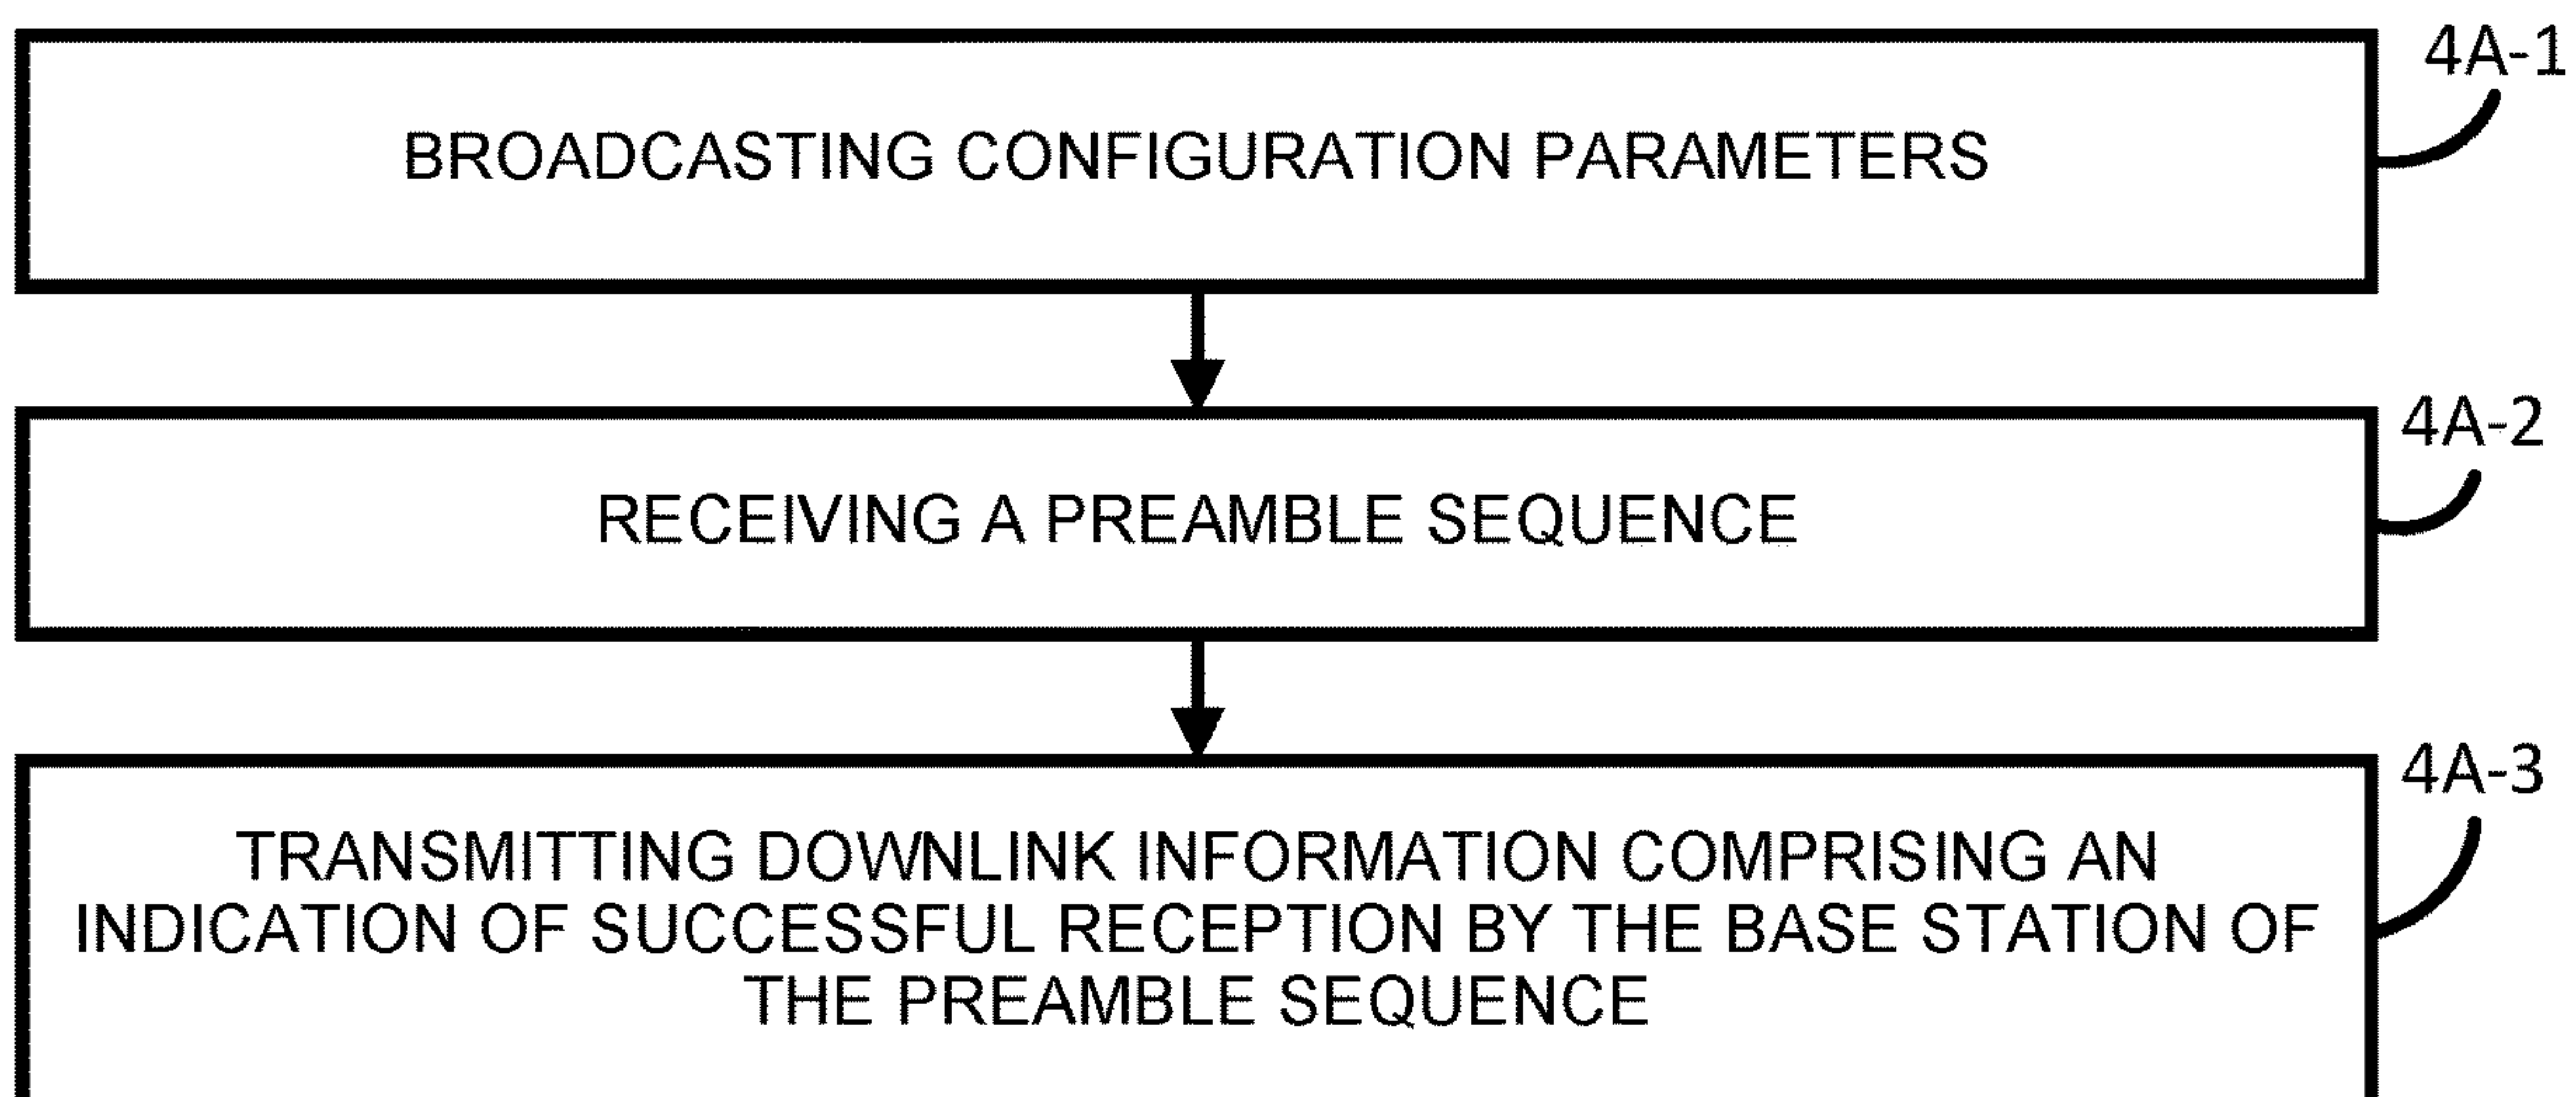 4A-1
BROADCASTING CONFIGURATION PARAMETERS
4A-2
RECEIVING A PREAMBLE SEQUENCE
4A-3
TRANSMITTING DOWNLINK INFORMATION COMPRISING AN
INDICATION OF SUCCESSFUL RECEPTION BY THE BASE STATION OF
THE PREAMBLE SEQUENCE